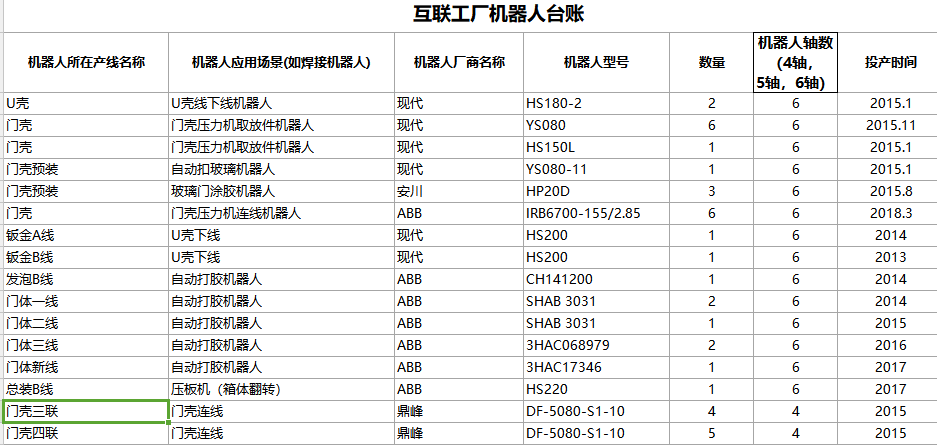 互联工厂机器人台账
机器人所在产线名称 机器人应用场景(如焊接机器人) 机器人厂商名称 机器人型号 数量 机器人轴数(4轴，5轴，6轴) 投产时间
U壳 U壳线下线机器人 现代 HS180-2 2 6 2015.1
门壳 门壳压力机取放件机器人 现代 YS080 6 6 2015.11
门壳 门壳压力机取放件机器人 现代 HS150L 1 6 2015.1
门壳预装 自动扣玻璃机器人 现代 YS080-11 1 6 2015.1
门壳预装 玻璃门涂胶机器人 安川 HP20D 3 6 2015.8
门壳 门壳压力机连线机器人 ABB IRB6700-155/2.85 6 6 2018.3
钣金A线 U壳下线 现代 HS200 1 6 2014
钣金B线 U壳下线 现代 HS200 1 6 2013
发泡B线 自动打胶机器人 ABB CH141200 1 6 2014
门体一线 自动打胶机器人 ABB SHAB 3031 2 6 2014
门体二线 自动打胶机器人 ABB SHAB 3031 1 6 2015
门体三线 自动打胶机器人 ABB 3HAC068979 2 6 2016
门体新线 自动打胶机器人 ABB 3HAC17346 1 6 2017
总装B线 压板机（箱体翻转） ABB HS220 1 6 2017
门壳三联 门壳连线 鼎峰 DF-5080-S1-10 4 4 2015
门壳四联 门壳连线 鼎峰 DF-5080-S1-10 5 4 2015